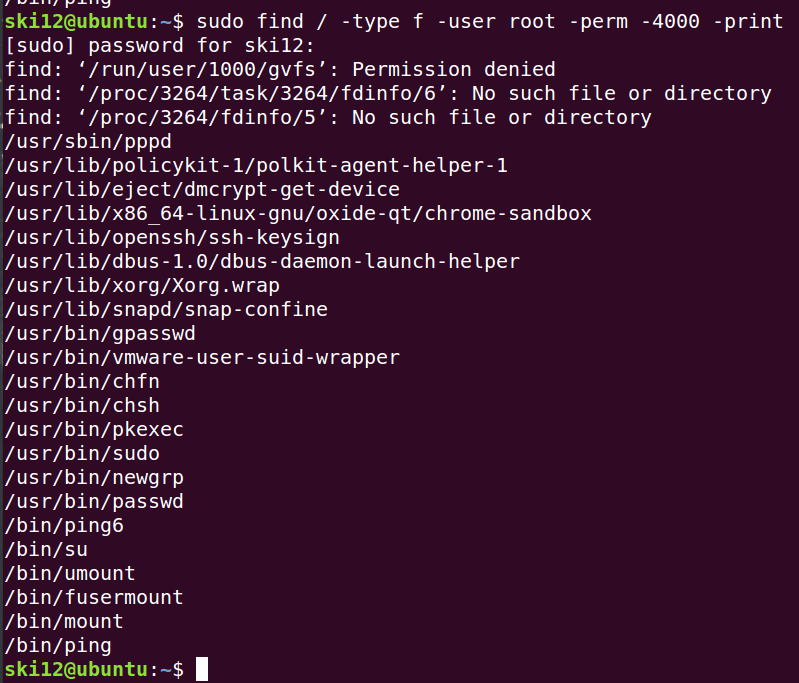 /bin/ping
ski12@ubuntu:~$ sudo find / -type f -user root -perm -4000 -print
[sudo] password for ski12:
find: ‘/run/user/1000/gvfs’: Permission denied
find: ‘/proc/3264/task/3264/fdinfo/6’: No such file or directory
find: ‘/proc/3264/fdinfo/5’: No such file or directory
/usr/sbin/pppd
/usr/lib/policykit-1/polkit-agent-helper-1
/usr/lib/eject/dmcrypt-get-device
/usr/lib/x86_64-linux-gnu/oxide-qt/chrome-sandbox
/usr/lib/openssh/ssh-keysign
/usr/lib/dbus-1.0/dbus-daemon-launch-helper
/usr/lib/xorg/Xorg.wrap
/usr/lib/snapd/snap-confine
/usr/bin/gpasswd
/usr/bin/vmware-user-suid-wrapper
/usr/bin/chfn
/usr/bin/chsh
/usr/bin/pkexec
/usr/bin/sudo
/usr/bin/newgrp
/usr/bin/passwd
/bin/ping6
/bin/su
/bin/umount
/bin/fusermount
/bin/mount
/bin/ping
ski12@ubuntu:~$